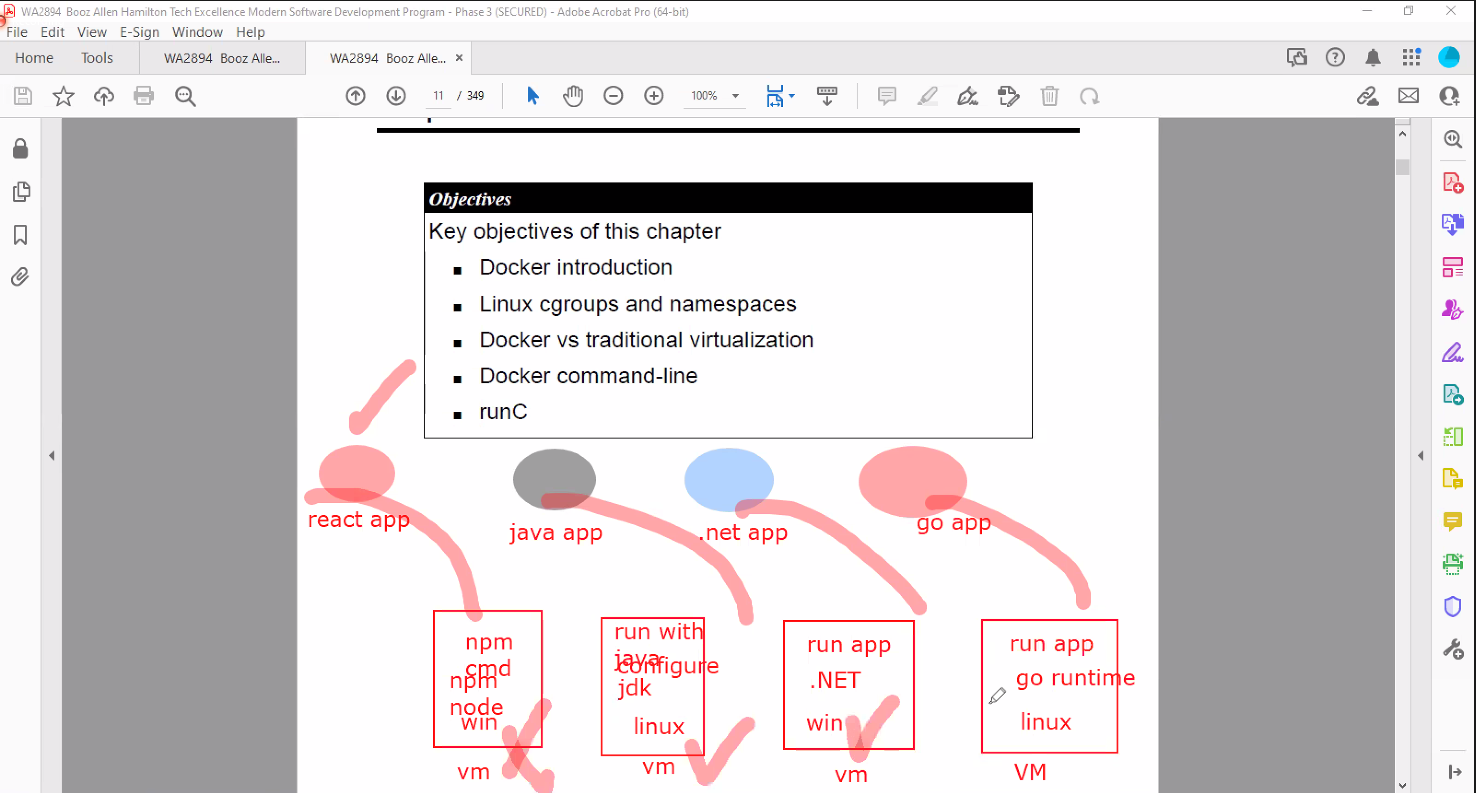 WA2894 Booz Allen Hamilton Tech Excellence Modern Software Development Program - Phase 3 (SECURED) - Adobe Acrobat Pro (64-bit)
File Edit View E-Sign Window Help
Home Tools WA2894 Booz Alle... WA2894 Booz Alle... ×
11 / 349 100%
Objectives
Key objectives of this chapter
■ Docker introduction
■ Linux cgroups and namespaces
■ Docker vs traditional virtualization
■ Docker command-line
■ runC
react app
java app
.net app
go app
npm
cmd
npm
node
win
vm
run with
java
configure
jdk
linux
vm
run app
.NET
win
vm
run app
go runtime
linux
VM